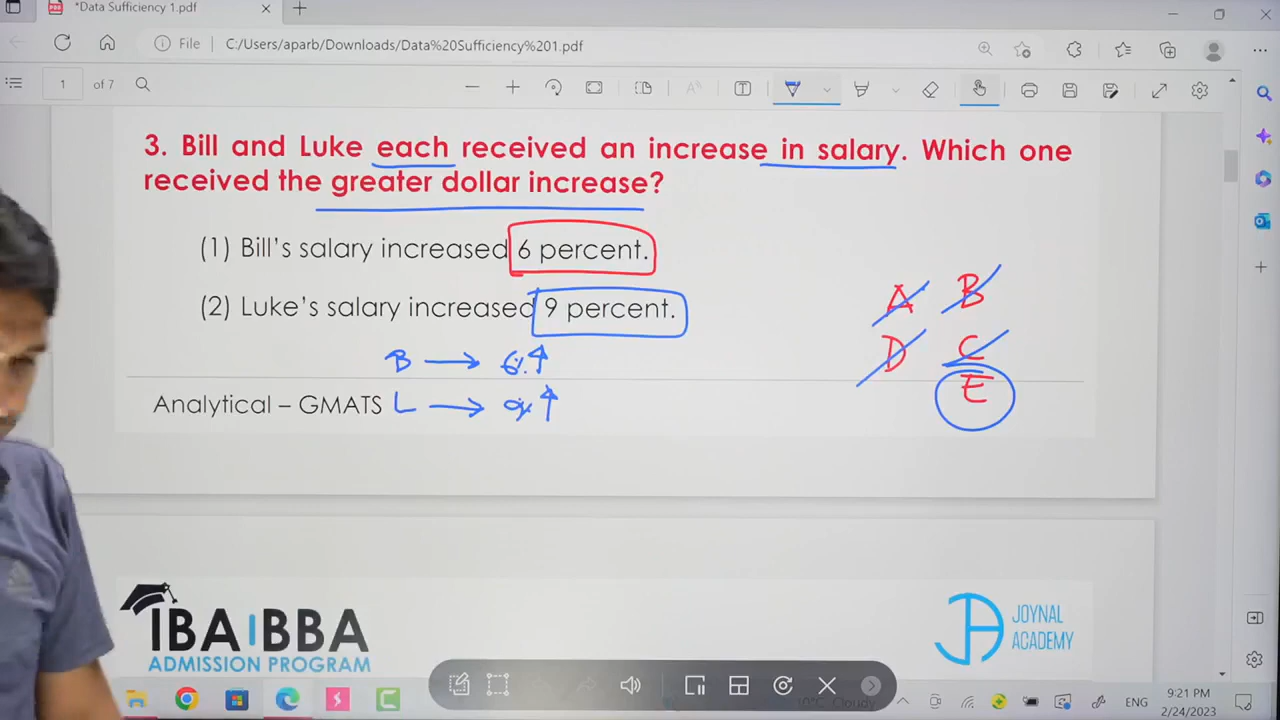 *Data Sufficiency 1.pdf
File
C:/Users/aparb/Downloads/Data%20Sufficiency%201.pdf
1 of 7
3. Bill and Luke each received an increase in salary. Which one
received the greater dollar increase?
(1) Bill's salary increased 6 percent.
(2) Luke's salary increased 9 percent.
A B
D C
E
B → 6% ↑
Analytical – GMATS L → 9% ↑
IBA BBA
ADMISSION PROGRAM
JA JOYNAL
ACADEMY
10°C Cloudy
ENG
9:21 PM
2/24/2023